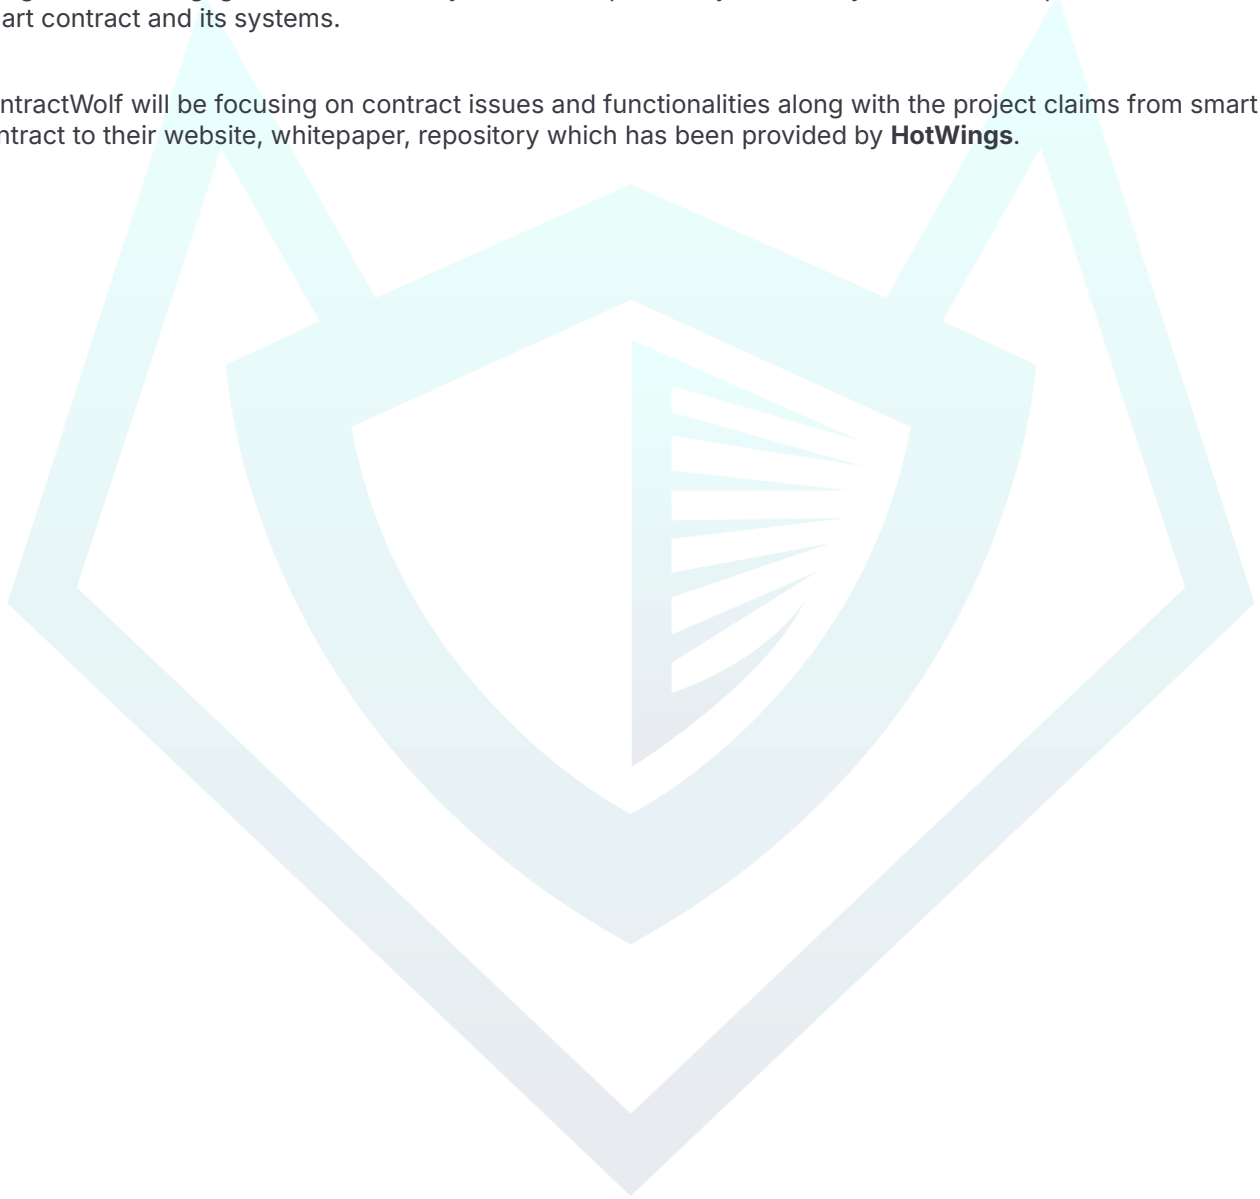 art contract and its systems.
ntractWolf will be focusing on contract issues and functionalities along with the project claims from smart
ntract to their website, whitepaper, repository which has been provided by HotWings.